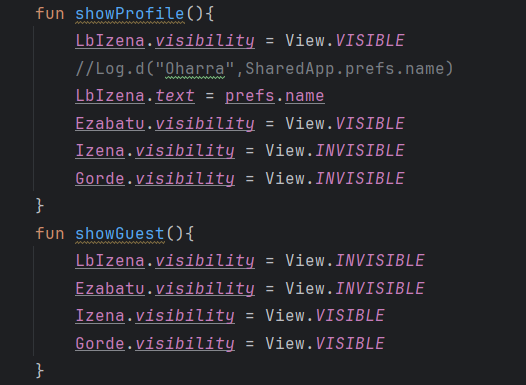 fun showProfile(){
    LbIzena.visibility = View.VISIBLE
    //Log.d("Oharra",SharedApp.prefs.name)
    LbIzena.text = prefs.name
    Ezabatu.visibility = View.VISIBLE
    Izena.visibility = View.INVISIBLE
    Gorde.visibility = View.INVISIBLE
}
fun showGuest(){
    LbIzena.visibility = View.INVISIBLE
    Ezabatu.visibility = View.INVISIBLE
    Izena.visibility = View.VISIBLE
    Gorde.visibility = View.VISIBLE
}